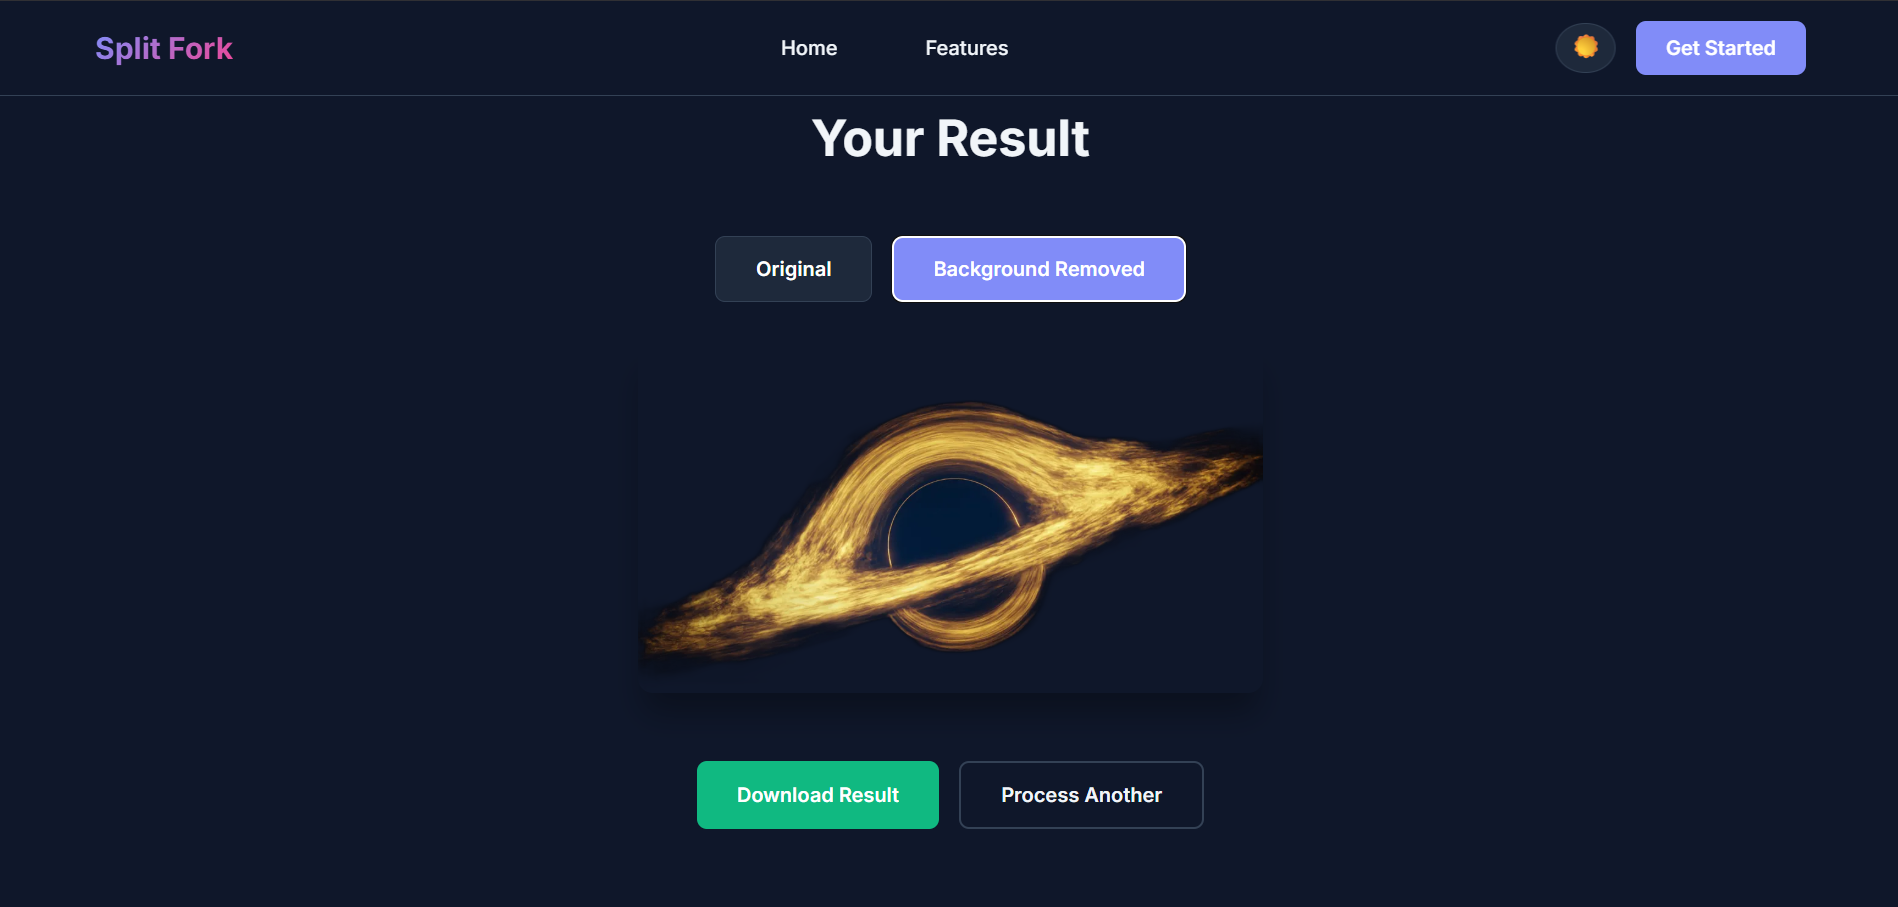 Split Fork
Home
Features
Get Started
Your Result
Original
Background Removed
Download Result
Process Another